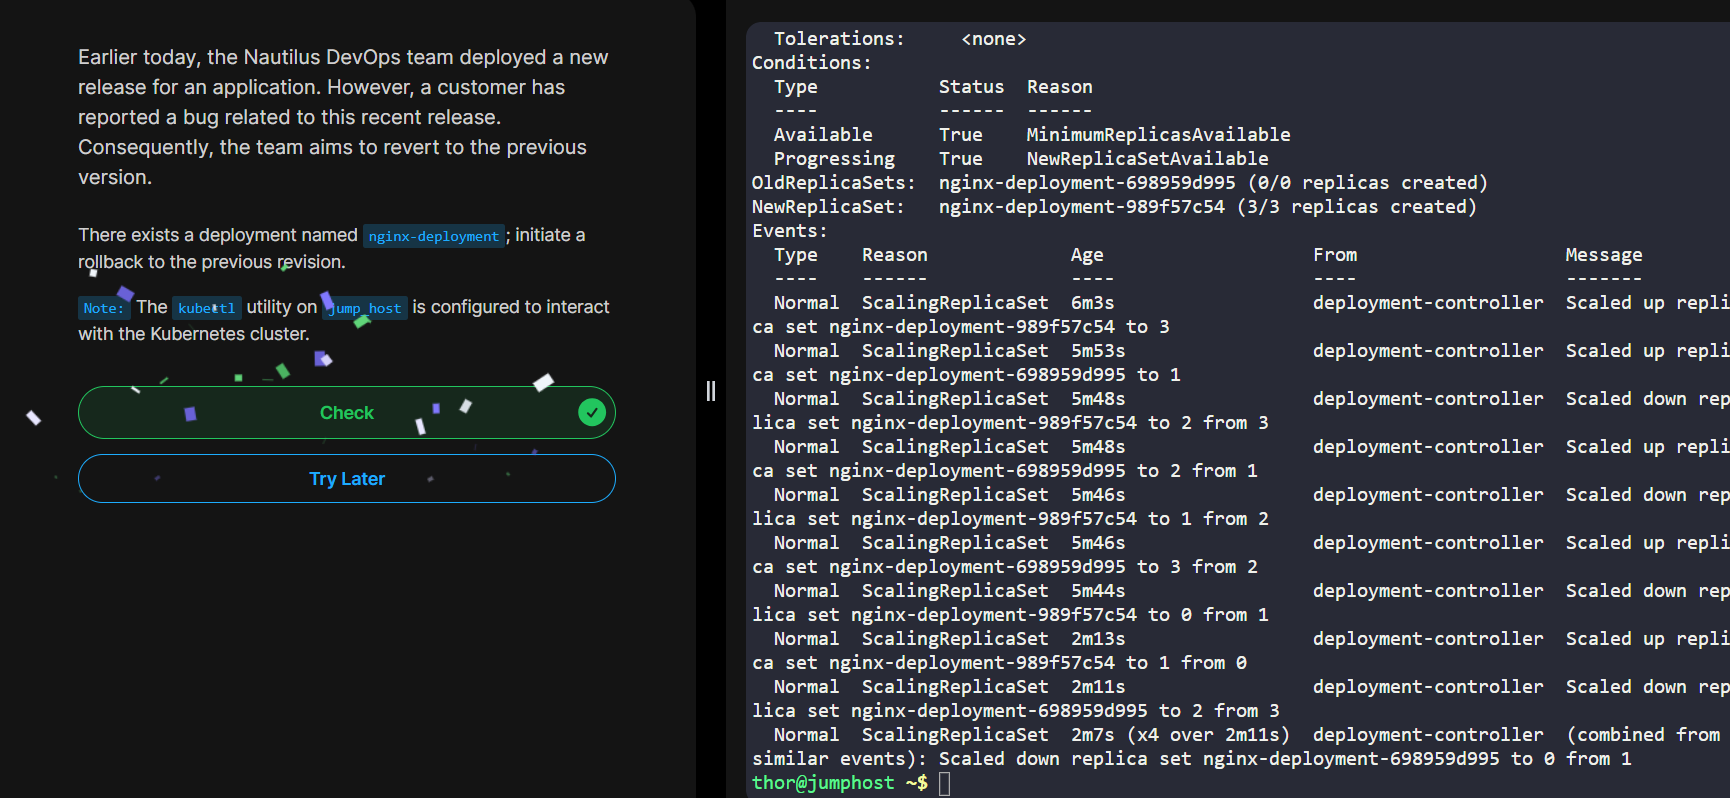 Earlier today, the Nautilus DevOps team deployed a new
release for an application. However, a customer has
reported a bug related to this recent release.
Consequently, the team aims to revert to the previous
version.
There exists a deployment named nginx-deployment; initiate a
rollback to the previous revision.
Note: The kubectl utility on jump_host is configured to interact
with the Kubernetes cluster.
Check
Try Later
Tolerations: <none>
Conditions:
Type Status Reason
---- ------ ------
Available True MinimumReplicasAvailable
Progressing True NewReplicaSetAvailable
OldReplicaSets: nginx-deployment-698959d995 (0/0 replicas created)
NewReplicaSet: nginx-deployment-989f57c54 (3/3 replicas created)
Events:
Type Reason Age From Message
---- ------ ---- ---- -------
Normal ScalingReplicaSet 6m3s deployment-controller Scaled up repli
ca set nginx-deployment-989f57c54 to 3
Normal ScalingReplicaSet 5m53s deployment-controller Scaled up repli
ca set nginx-deployment-698959d995 to 1
Normal ScalingReplicaSet 5m48s deployment-controller Scaled down rep
lica set nginx-deployment-989f57c54 to 2 from 3
Normal ScalingReplicaSet 5m48s deployment-controller Scaled up repli
ca set nginx-deployment-698959d995 to 2 from 1
Normal ScalingReplicaSet 5m46s deployment-controller Scaled down rep
lica set nginx-deployment-989f57c54 to 1 from 2
Normal ScalingReplicaSet 5m46s deployment-controller Scaled up repli
ca set nginx-deployment-698959d995 to 3 from 2
Normal ScalingReplicaSet 5m44s deployment-controller Scaled down rep
lica set nginx-deployment-989f57c54 to 0 from 1
Normal ScalingReplicaSet 2m13s deployment-controller Scaled up repli
ca set nginx-deployment-989f57c54 to 1 from 0
Normal ScalingReplicaSet 2m11s deployment-controller Scaled down rep
lica set nginx-deployment-698959d995 to 2 from 3
Normal ScalingReplicaSet 2m7s (x4 over 2m11s) deployment-controller (combined from
similar events): Scaled down replica set nginx-deployment-698959d995 to 0 from 1
thor@jumphost ~$